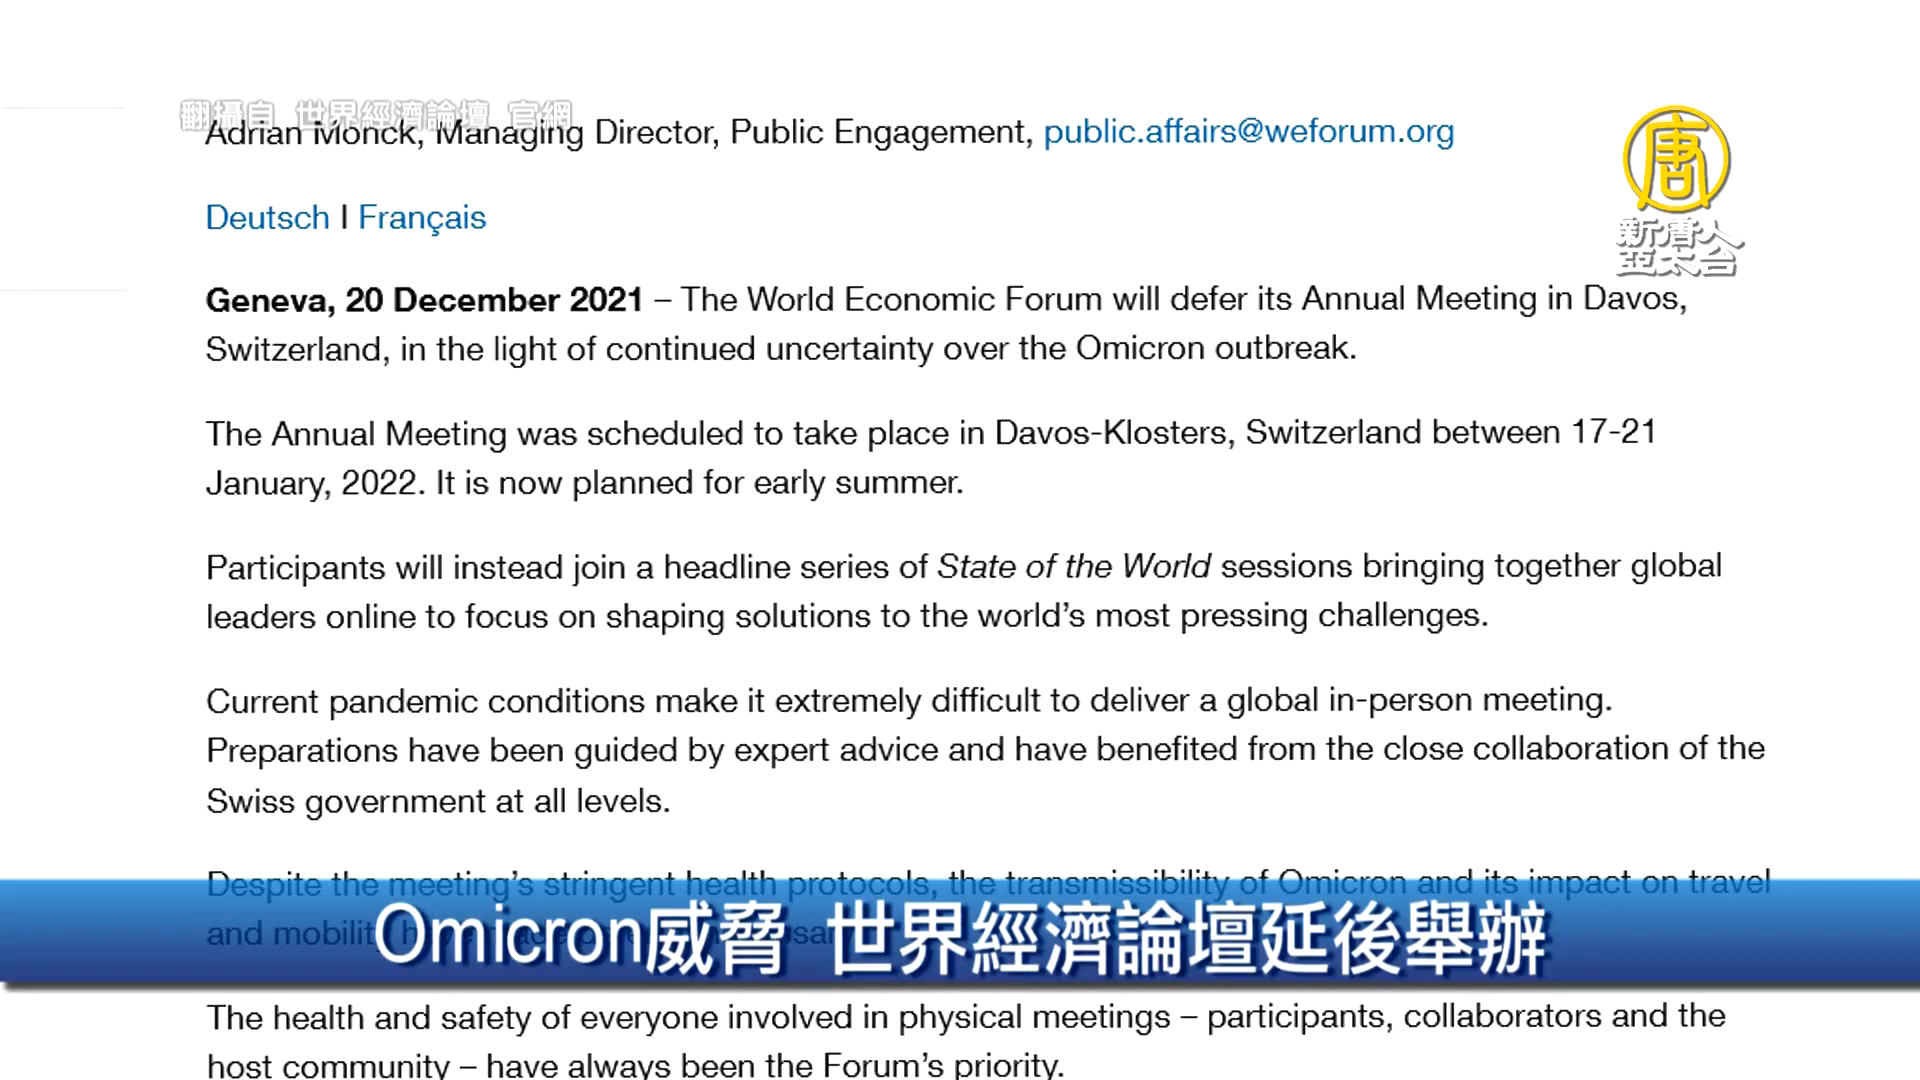 翻攝自 世界經濟論壇 官網
Adrian Monck, Managing Director, Public Engagement, public.affairs@weforum.org
唐
新唐人
亞太台
Deutsch | Français
Geneva, 20 December 2021 – The World Economic Forum will defer its Annual Meeting in Davos,
Switzerland, in the light of continued uncertainty over the Omicron outbreak.
The Annual Meeting was scheduled to take place in Davos-Klosters, Switzerland between 17-21
January, 2022. It is now planned for early summer.
Participants will instead join a headline series of State of the World sessions bringing together global
leaders online to focus on shaping solutions to the world’s most pressing challenges.
Current pandemic conditions make it extremely difficult to deliver a global in-person meeting.
Preparations have been guided by expert advice and have benefited from the close collaboration of the
Swiss government at all levels.
Despite the meeting’s stringent health protocols, the transmissibility of Omicron and its impact on travel
and
Omicron威脅 世界經濟論壇延後舉辦
The health and safety of everyone involved in physical meetings – participants, collaborators and the
host community – have always been the Forum’s priority.